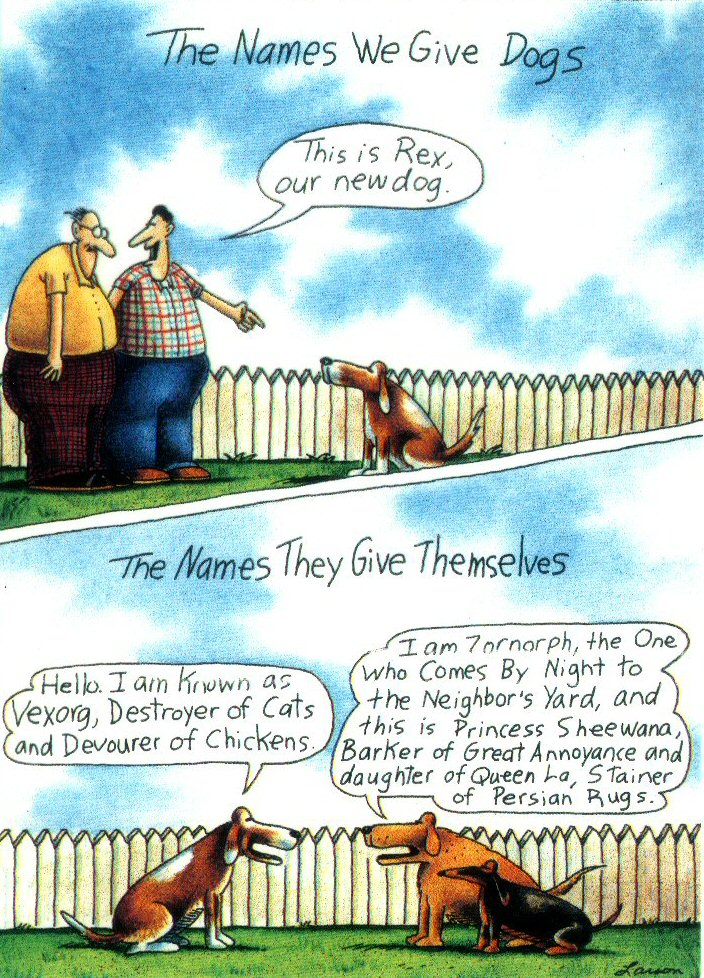 The Names We Give Dogs
This is Rex,
our new dog.
The Names They Give Themselves
Hello. I am known as
Vexorg, Destroyer of Cats
and Devourer of Chickens.
I am Zornorph, the One
Who Comes By Night to
the Neighbor's Yard, and
this is Princess Sheewana,
Barker of Great Annoyance and
daughter of Queen La, Stainer
of Persian Rugs.
Larson